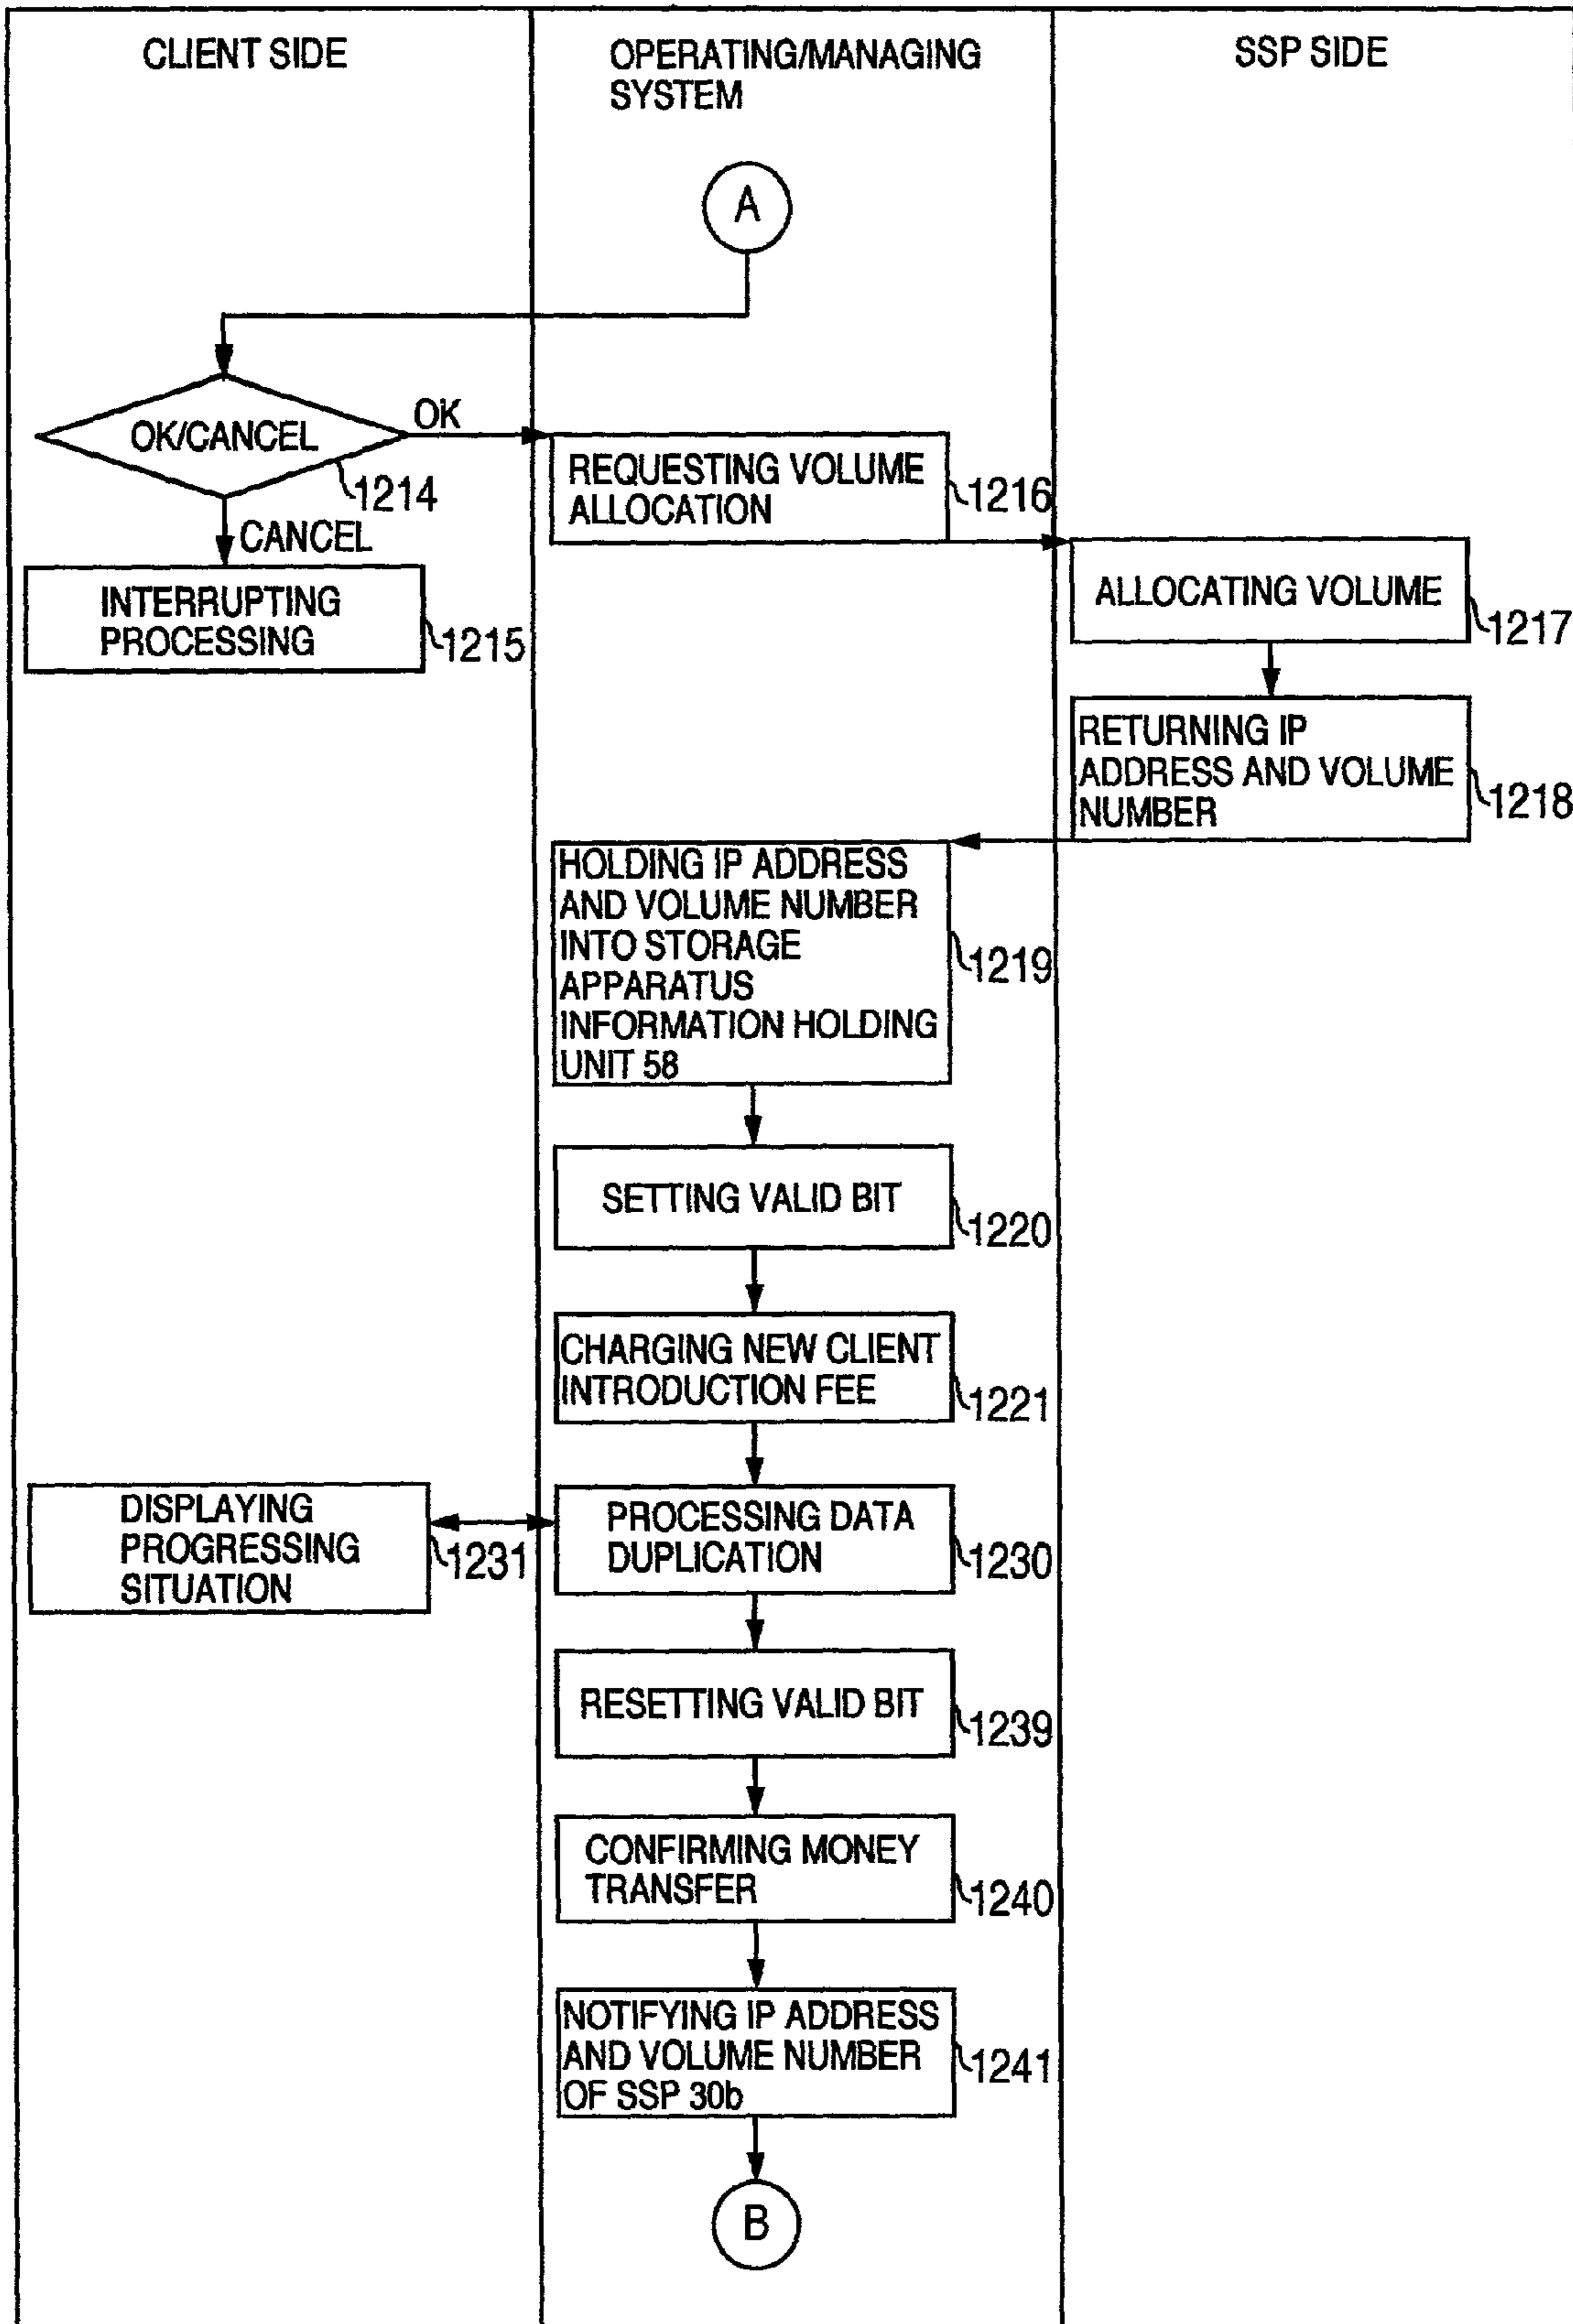 CLIENT SIDE
OPERATING/MANAGING
SYSTEM
SSP SIDE
A
OK/CANCEL
OK
1214
CANCEL
REQUESTING VOLUME
ALLOCATION
1216
INTERRUPTING
PROCESSING
1215
ALLOCATING VOLUME
1217
RETURNING IP
ADDRESS AND VOLUME
NUMBER
1218
HOLDING IP ADDRESS
AND VOLUME NUMBER
INTO STORAGE
APPARATUS
INFORMATION HOLDING
UNIT 58
1219
SETTING VALID BIT
1220
CHARGING NEW CLIENT
INTRODUCTION FEE
1221
DISPLAYING
PROGRESSING
SITUATION
1231
PROCESSING DATA
DUPLICATION
1230
RESETTING VALID BIT
1239
CONFIRMING MONEY
TRANSFER
1240
NOTIFYING IP ADDRESS
AND VOLUME NUMBER
OF SSP 30b
1241
B